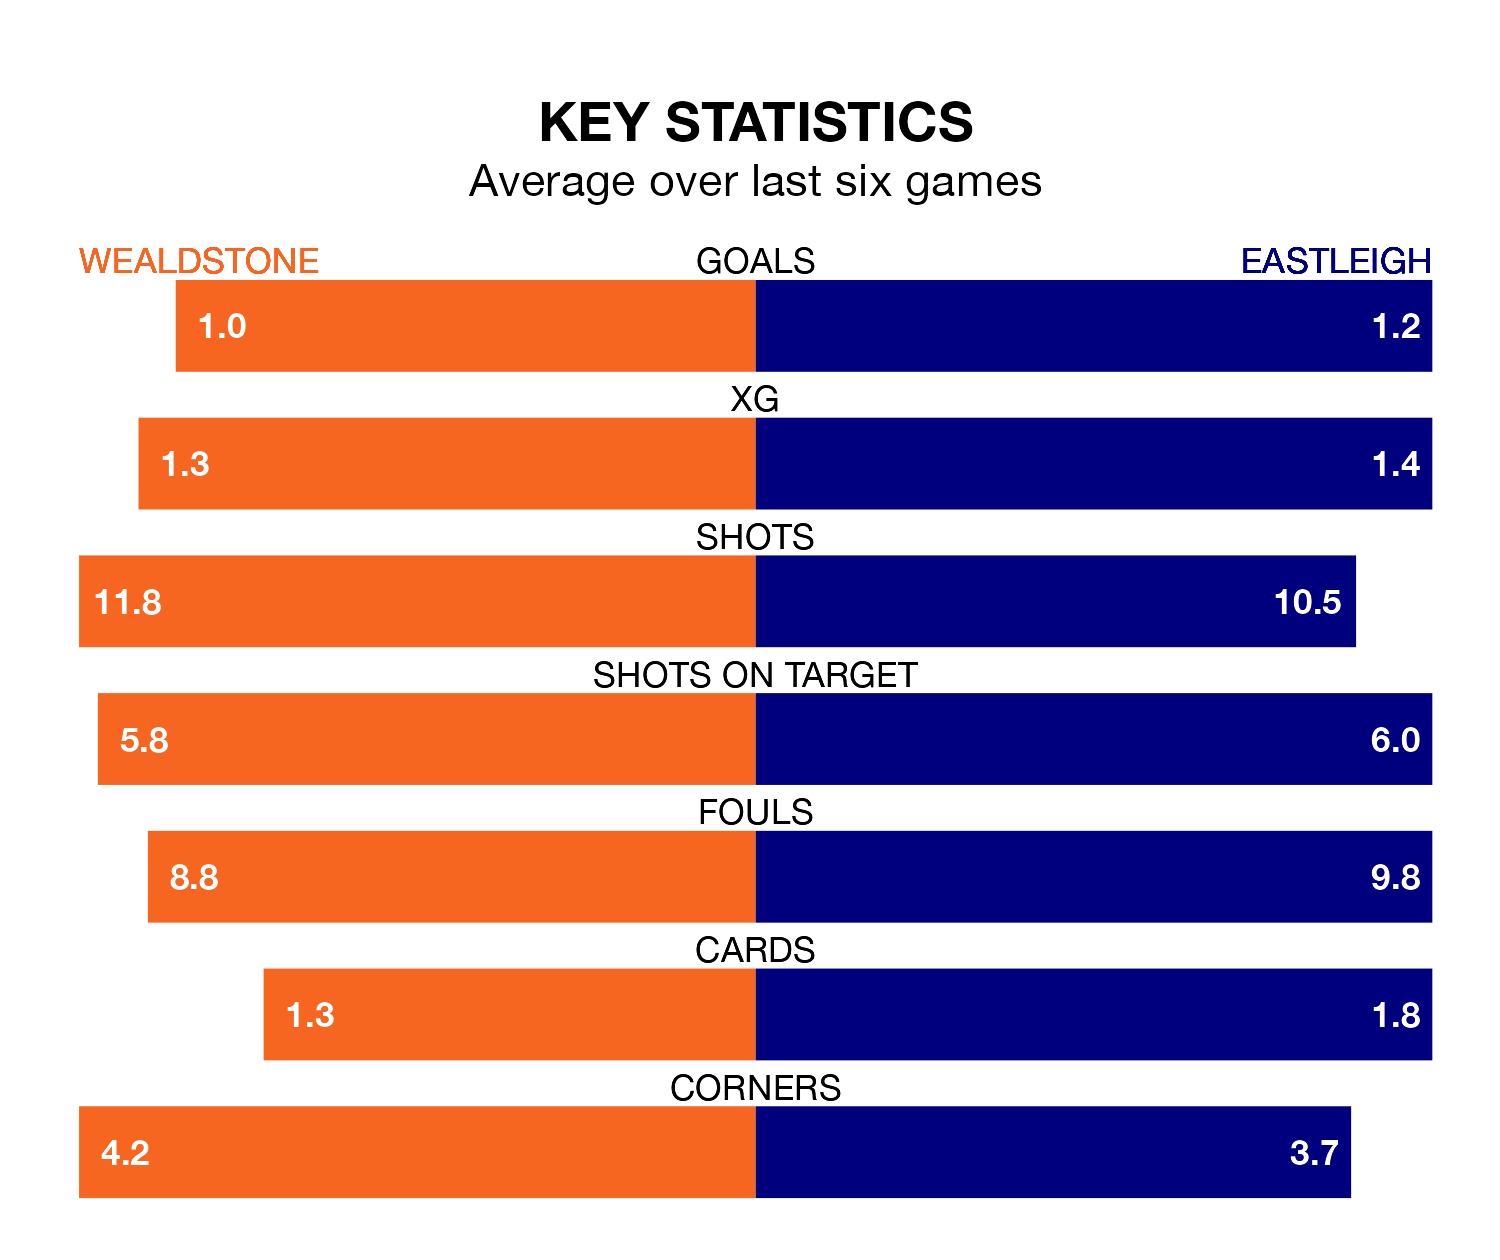 KEY STATISTICS
Average over last six games
WEALDSTONE GOALS EASTLEIGH
1.0 1.2
XG
1.3 1.4
SHOTS
11.8 10.5
SHOTS ON TARGET
5.8 6.0
FOULS
8.8 9.8
CARDS
1.3 1.8
CORNERS
4.2 3.7